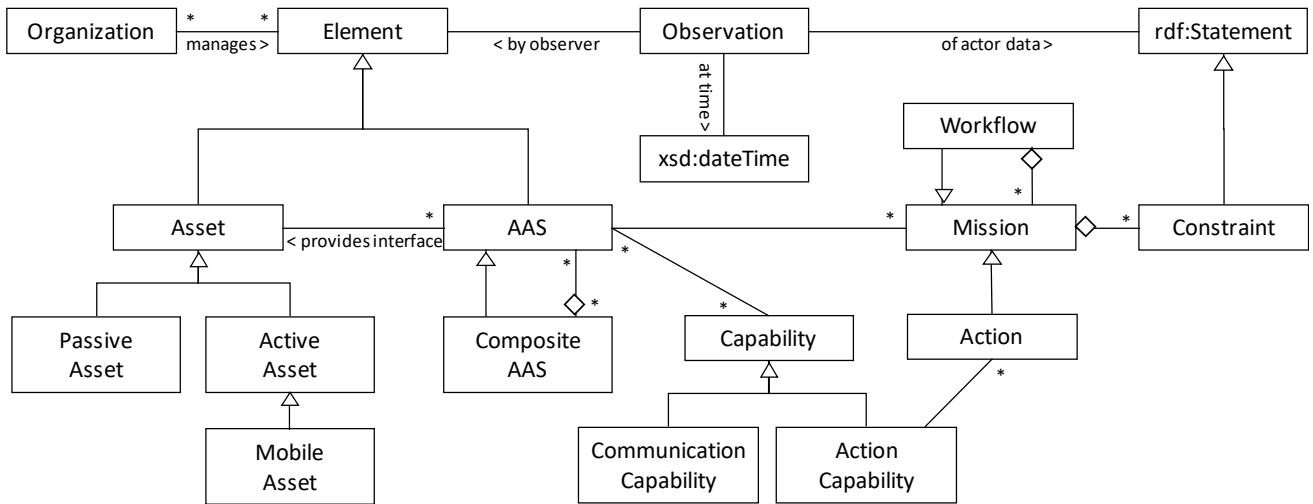 Organization
*
*
manages >
Element
< by observer
Observation
of actor data >
rdf:Statement
at time >
xsd:dateTime
Workflow
*
Asset
< provides interface
*
AAS
*
Mission
*
Constraint
*
*
*
*
Passive
Asset
Active
Asset
Composite
AAS
Capability
Action
*
Mobile
Asset
Communication
Capability
Action
Capability